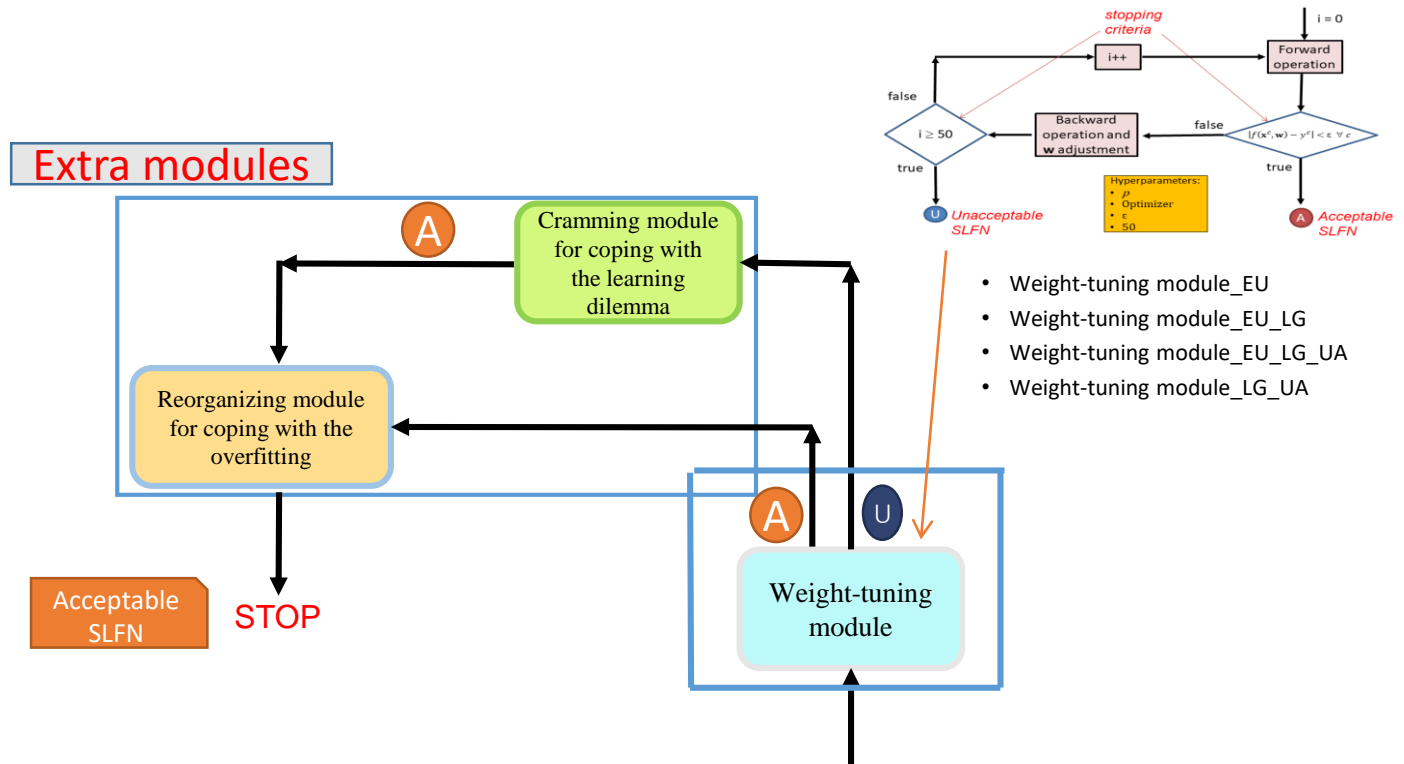 stopping
criteria
i = 0
i++
Forward
operation
false
i ≥ 50
Backward
operation and
w adjustment
false
|f(x^c, w) − y^c| < ε ∀ c
true
true
Hyperparameters:
• p
• Optimizer
• ε
• 50
U
Unacceptable
SLFN
A
Acceptable
SLFN
Extra modules
A
Cramming module
for coping with
the learning
dilemma
• Weight-tuning module_EU
• Weight-tuning module_EU_LG
• Weight-tuning module_EU_LG_UA
• Weight-tuning module_LG_UA
Reorganizing module
for coping with the
overfitting
A
U
Acceptable
SLFN
STOP
Weight-tuning
module